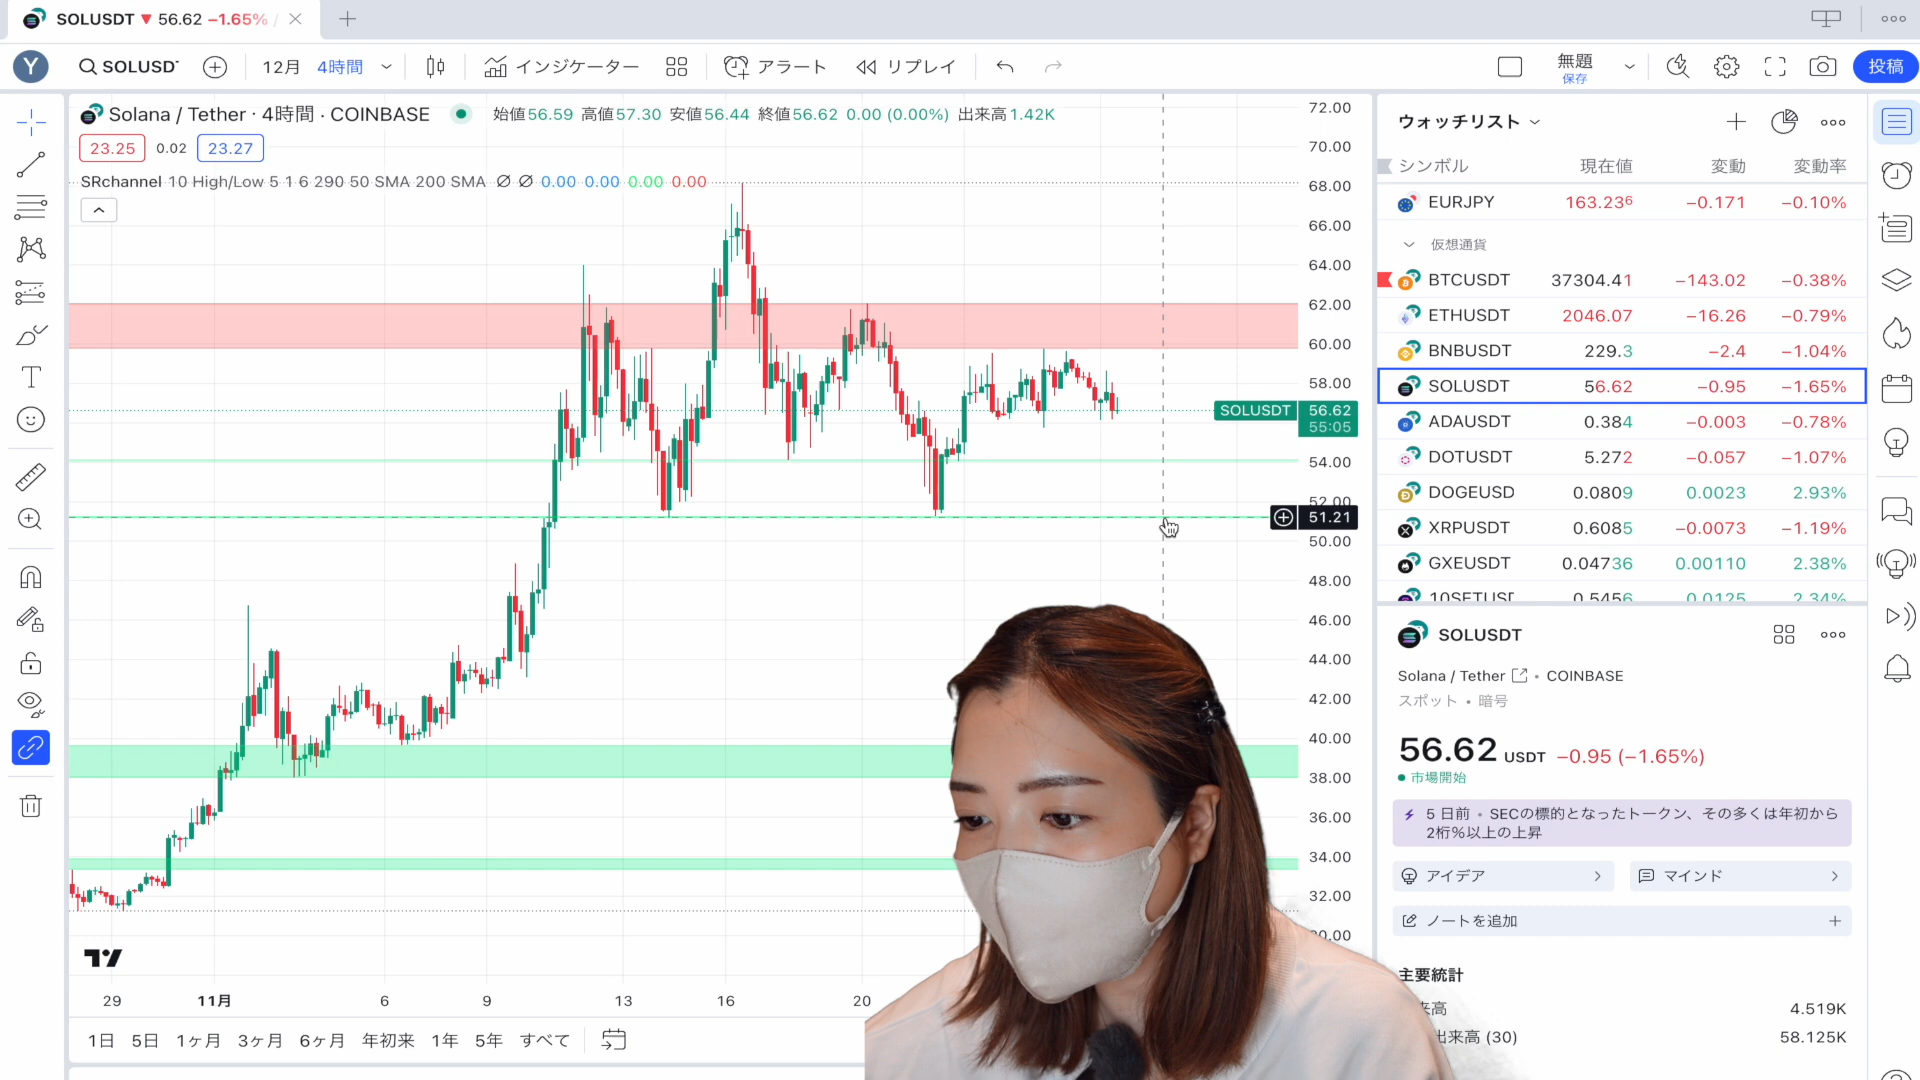 SOLUSDT ▼ 56.62 −1.65% /
Y
SOLUSD
12月 4時間
インジケーター
アラート
リプレイ
無題
保存
投稿
Solana / Tether · 4時間 · COINBASE
始値56.59 高値57.30 安値56.44 終値56.62 0.00 (0.00%) 出来高1.42K
23.25 0.02 23.27
SRchannel 10 High/Low 5 1 6 290 50 SMA 200 SMA ∅ ∅ 0.00 0.00 0.00 0.00
72.00
70.00
68.00
66.00
64.00
62.00
60.00
58.00
SOLUSDT 56.62
55:05
54.00
52.00
51.21
50.00
48.00
46.00
44.00
42.00
40.00
38.00
36.00
34.00
32.00
29 11月 6 9 13 16 20
1日 5日 1ヶ月 3ヶ月 6ヶ月 年初来 1年 5年 すべて
ウォッチリスト
シンボル 現在値 変動 変動率
EURJPY 163.236 −0.171 −0.10%
仮想通貨
BTCUSDT 37304.41 −143.02 −0.38%
ETHUSDT 2046.07 −16.26 −0.79%
BNBUSDT 229.3 −2.4 −1.04%
SOLUSDT 56.62 −0.95 −1.65%
ADAUSDT 0.384 −0.003 −0.78%
DOTUSDT 5.272 −0.057 −1.07%
DOGEUSD 0.0809 0.0023 2.93%
XRPUSDT 0.6085 −0.0073 −1.19%
GXEUSDT 0.04736 0.00110 2.38%
0.5456 0.0125 2.34%
SOLUSDT
Solana / Tether • COINBASE
スポット • 暗号
56.62 USDT −0.95 (−1.65%)
市場開始
5 日前 • SECの標的となったトークン、その多くは年初から
2桁%以上の上昇
アイデア
マインド
ノートを追加
主要統計
来高 4.519K
出来高 (30) 58.125K